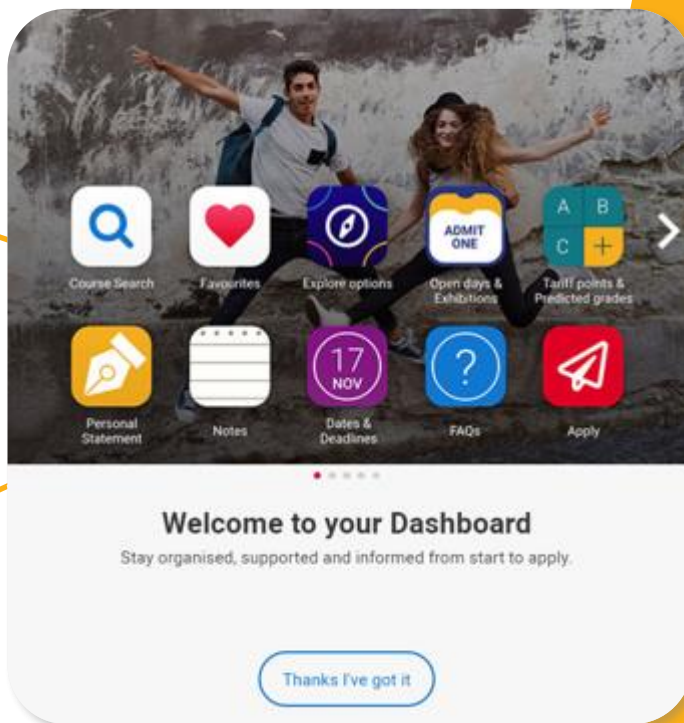 ADMIT
ONE
A B
C +
Course Search
Favourites
Explore options
Open days &
Exhibitions
Tariff points &
Predicted grades
17
NOV
?
Personal
Statement
Notes
Dates &
Deadlines
FAQs
Apply
Welcome to your Dashboard
Stay organised, supported and informed from start to apply.
Thanks I've got it